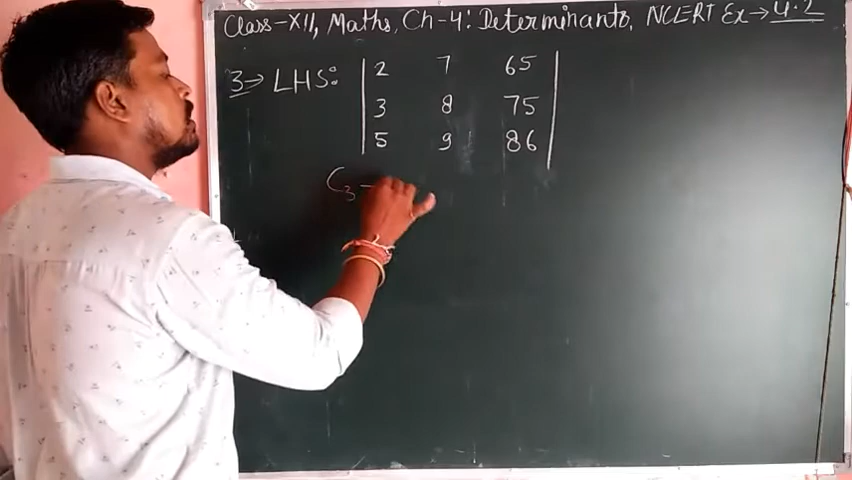 Class-XII, Maths, Ch-4: Determinants, NCERT Ex→4.2
3→ LHS: | 2 7 65 |
| 3 8 75 |
| 5 9 86 |
C₃ -